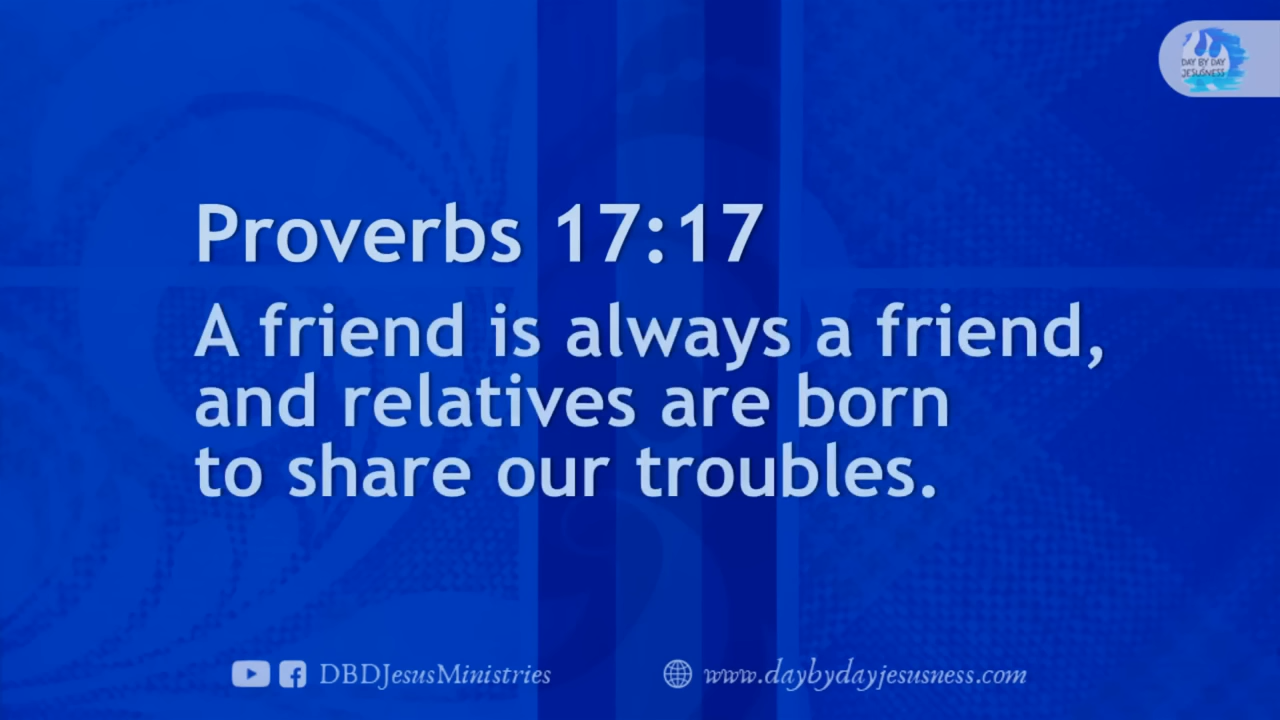 DAY BY DAY
JESUSNESS
Proverbs 17:17
A friend is always a friend,
and relatives are born
to share our troubles.
DBDJesusMinistries
www.daybydayjesusness.com